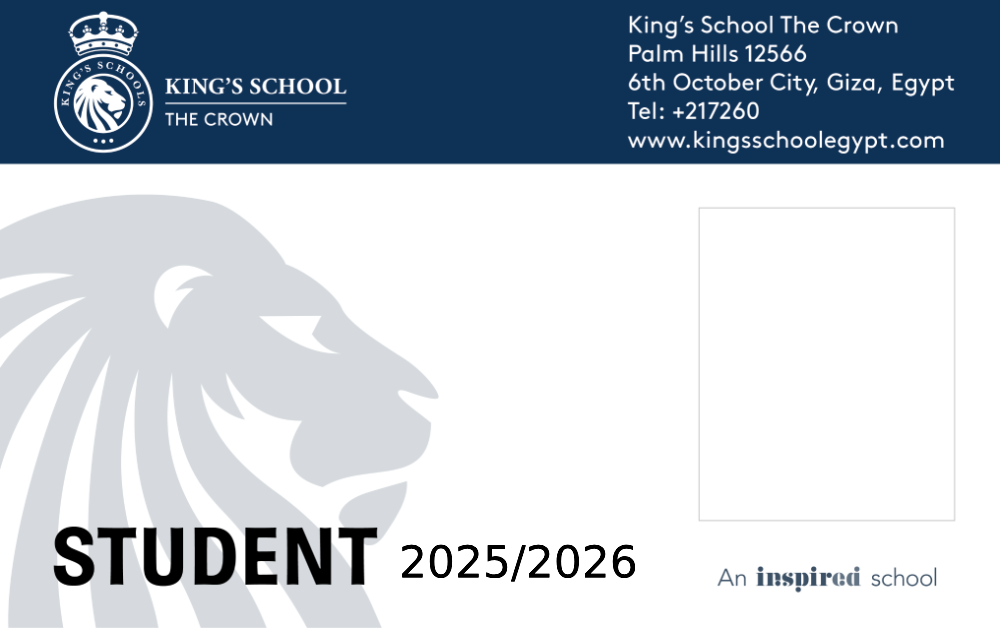 KING'S SCHOOLS
KING'S SCHOOL
THE CROWN
King's School The Crown
Palm Hills 12566
6th October City, Giza, Egypt
Tel: +217260
www.kingsschoolegypt.com
STUDENT 2025/2026
An inspired school